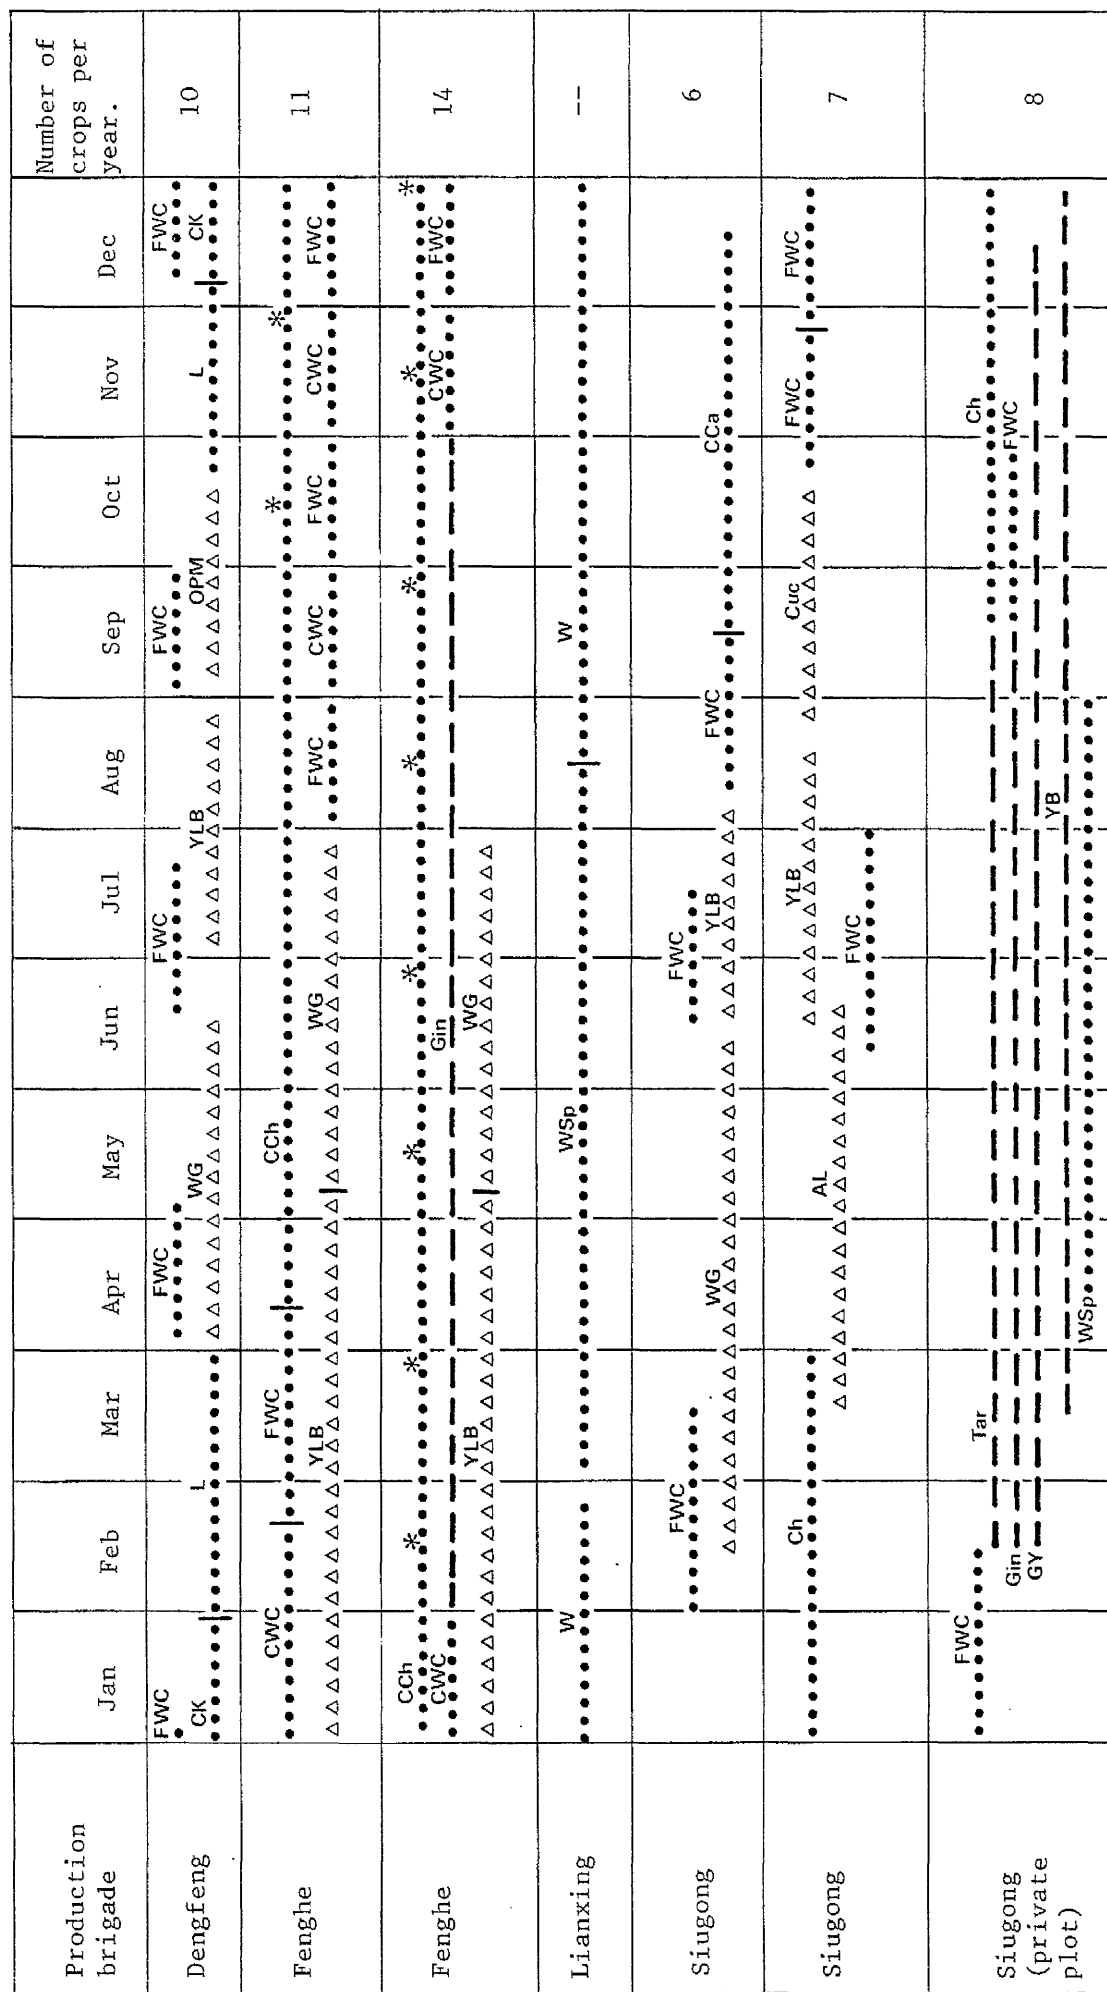 Production brigade
Jan
Feb
Mar
Apr
May
Jun
Jul
Aug
Sep
Oct
Nov
Dec
Number of crops per year.
Dengfeng
FWC
FWC
FWC
FWC
FWC
CK
L
WG
YLB
OPM
L
CK
10
Fenghe
CWC
FWC
CCh
*
*
YLB
WG
FWC
CWC
FWC
CWC
FWC
11
Fenghe
CCh
*
*
*
*
*
*
*
*
CWC
Gin
CWC
FWC
YLB
WG
14
Lianxing
W
WSp
W
--
Siugong
FWC
FWC
WG
YLB
FWC
CCa
6
Siugong
Ch
YLB
Cuc
FWC
FWC
AL
FWC
7
Siugong (private plot)
FWC
Tar
Ch
Gin
FWC
GY
YB
WSp
8